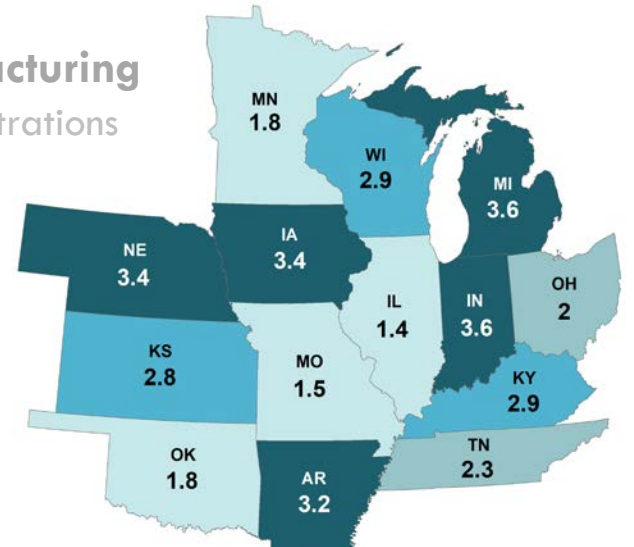 acturing
trations
MN
1.8
WI
2.9
MI
3.6
NE
3.4
IA
3.4
IL
1.4
IN
3.6
OH
2
KS
2.8
MO
1.5
KY
2.9
OK
1.8
AR
3.2
TN
2.3